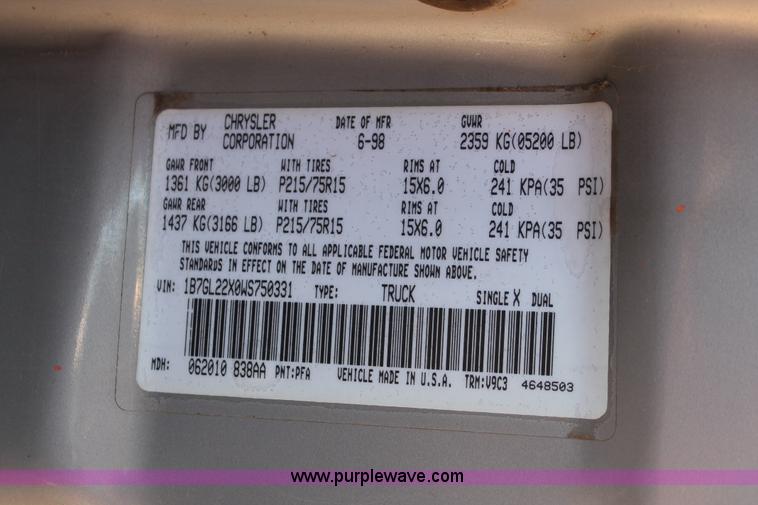 MFD BY CHRYSLER CORPORATION DATE OF MFR 6-98 GVWR 2359 KG(05200 LB)
GAWR FRONT WITH TIRES RIMS AT COLD
1361 KG(3000 LB) P215/75R15 15X6.0 241 KPA(35 PSI)
GAWR REAR WITH TIRES RIMS AT COLD
1437 KG(3166 LB) P215/75R15 15X6.0 241 KPA(35 PSI)
THIS VEHICLE CONFORMS TO ALL APPLICABLE FEDERAL MOTOR VEHICLE SAFETY
STANDARDS IN EFFECT ON THE DATE OF MANUFACTURE SHOWN ABOVE.
VIN: 1B7GL22X0WS750331 TYPE: TRUCK SINGLE X DUAL
MDH: 062010 838AA PNT:PFA VEHICLE MADE IN U.S.A. TRM:V9C3 4648503
www.purplewave.com